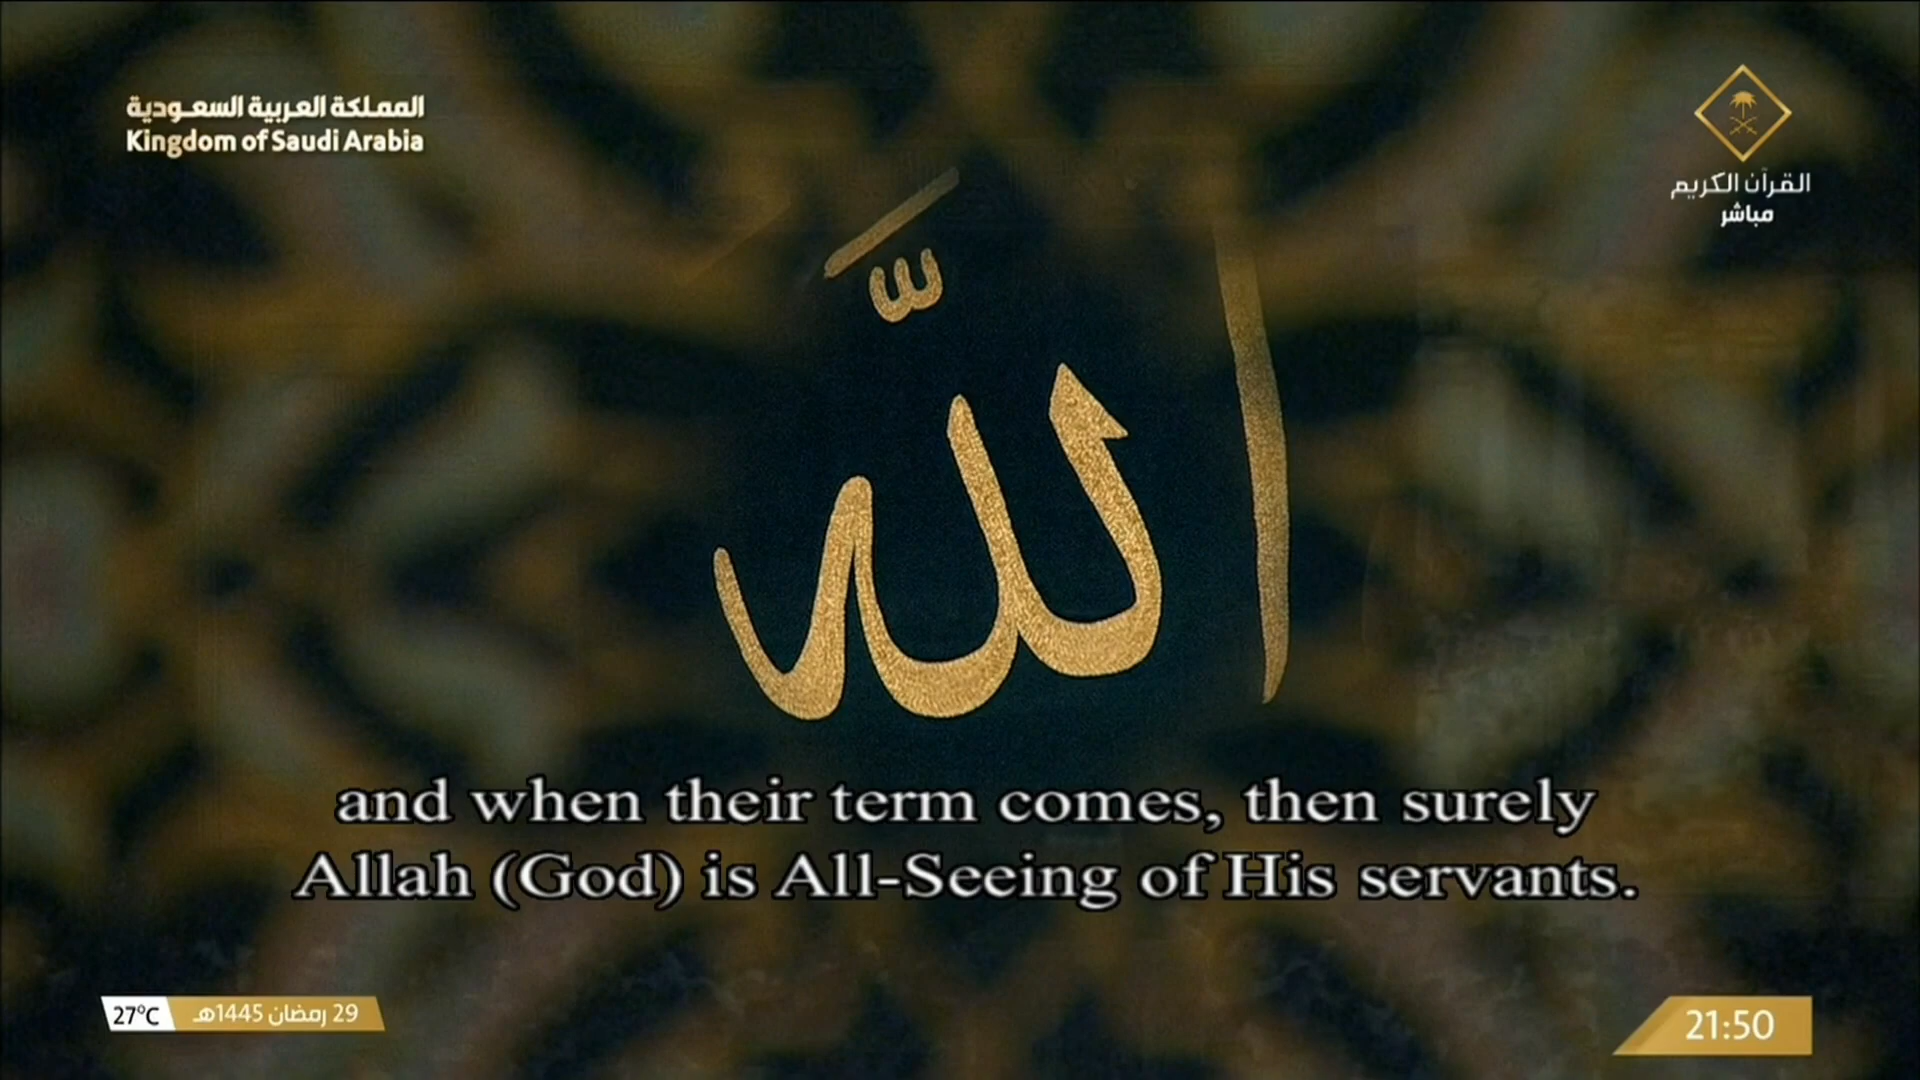 المملكة العربية السعودية
Kingdom of Saudi Arabia
القرآن الكريم
مباشر
الله
and when their term comes, then surely
Allah (God) is All-Seeing of His servants.
27°C
29 رمضان 1445هـ
21:50